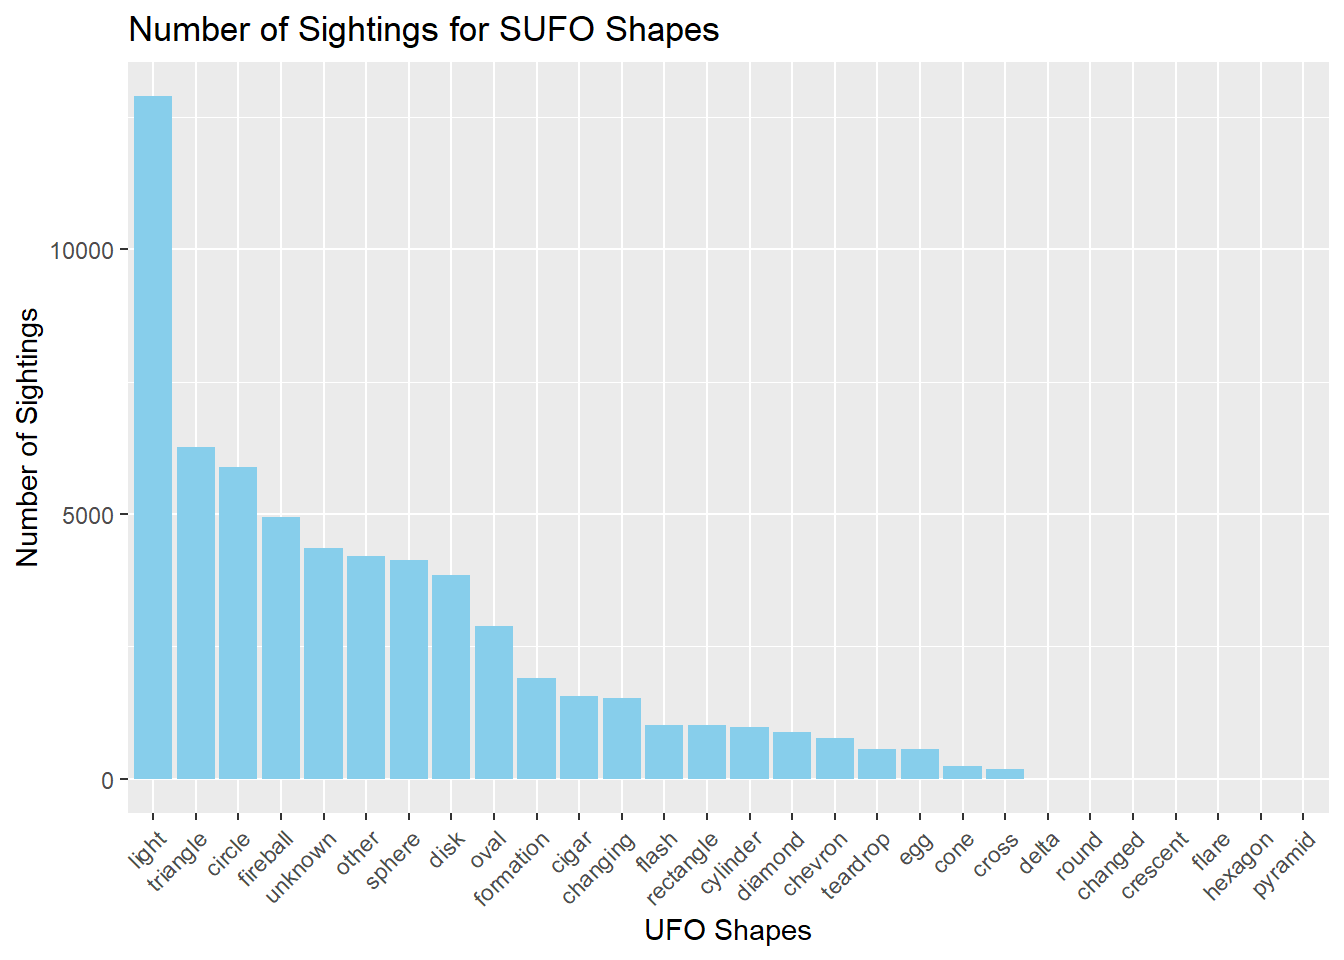 Number of Sightings for SUFO Shapes
Number of Sightings
10000
5000
0
light
triangle
circle
fireball
unknown
other
sphere
disk
oval
formation
cigar
changing
flash
rectangle
cylinder
diamond
chevron
teardrop
egg
cone
cross
delta
round
changed
crescent
flare
hexagon
pyramid
UFO Shapes